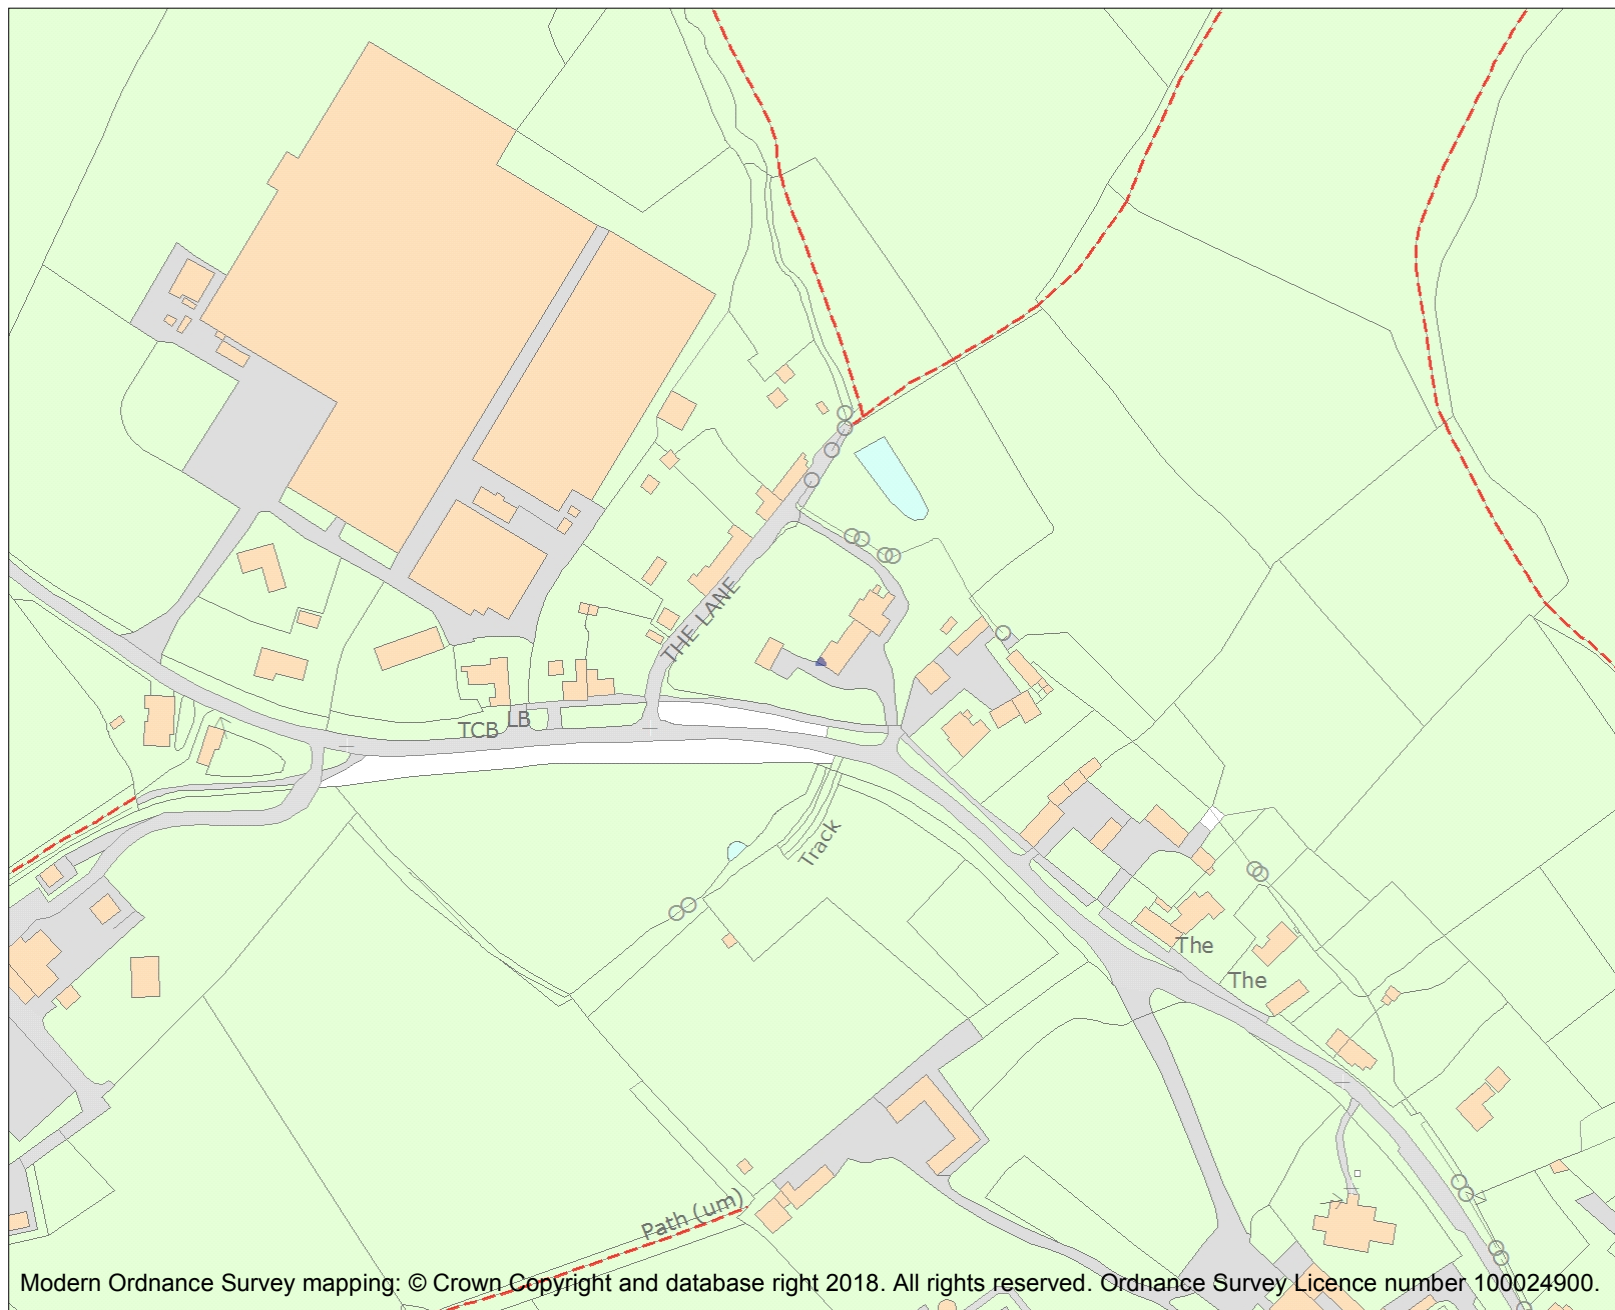 THE LANE
TCB
LB
Track
The
The
Path (um)
Modern Ordnance Survey mapping: © Crown Copyright and database right 2018. All rights reserved. Ordnance Survey Licence number 100024900.